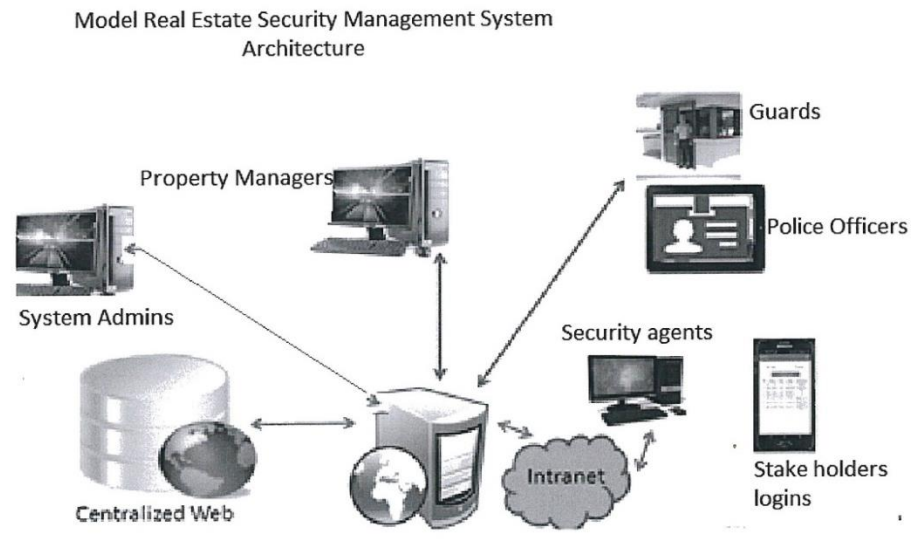 Model Real Estate Security Management System
Architecture
Guards
Property Managers
Police Officers
System Admins
Security agents
Intranet
Stake holders
logins
Centralized Web